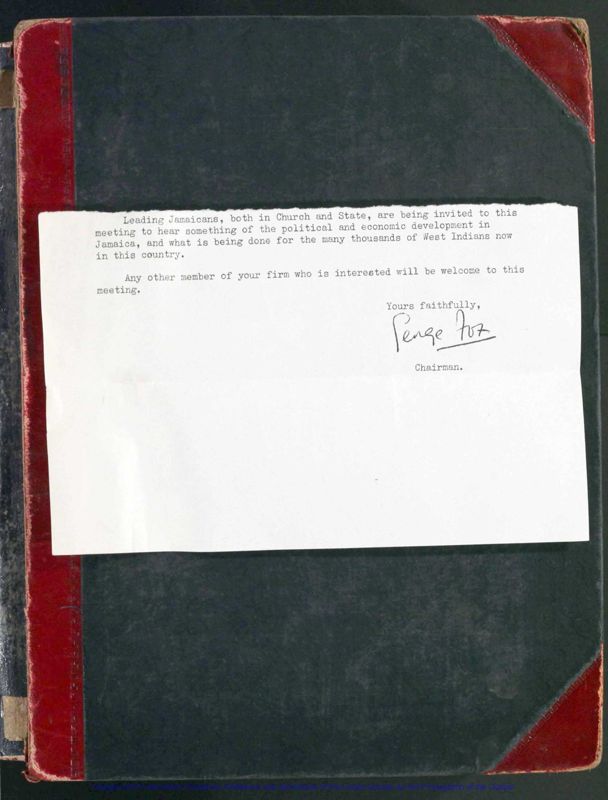 Leading Jamaicans, both in Church and State, are being invited to this
meeting to hear something of the political and economic development in
Jamaica, and what is being done for the many thousands of West Indians now
in this country.
Any other member of your firm who is interested will be welcome to this
meeting.
Yours faithfully,
George Fox
Chairman.